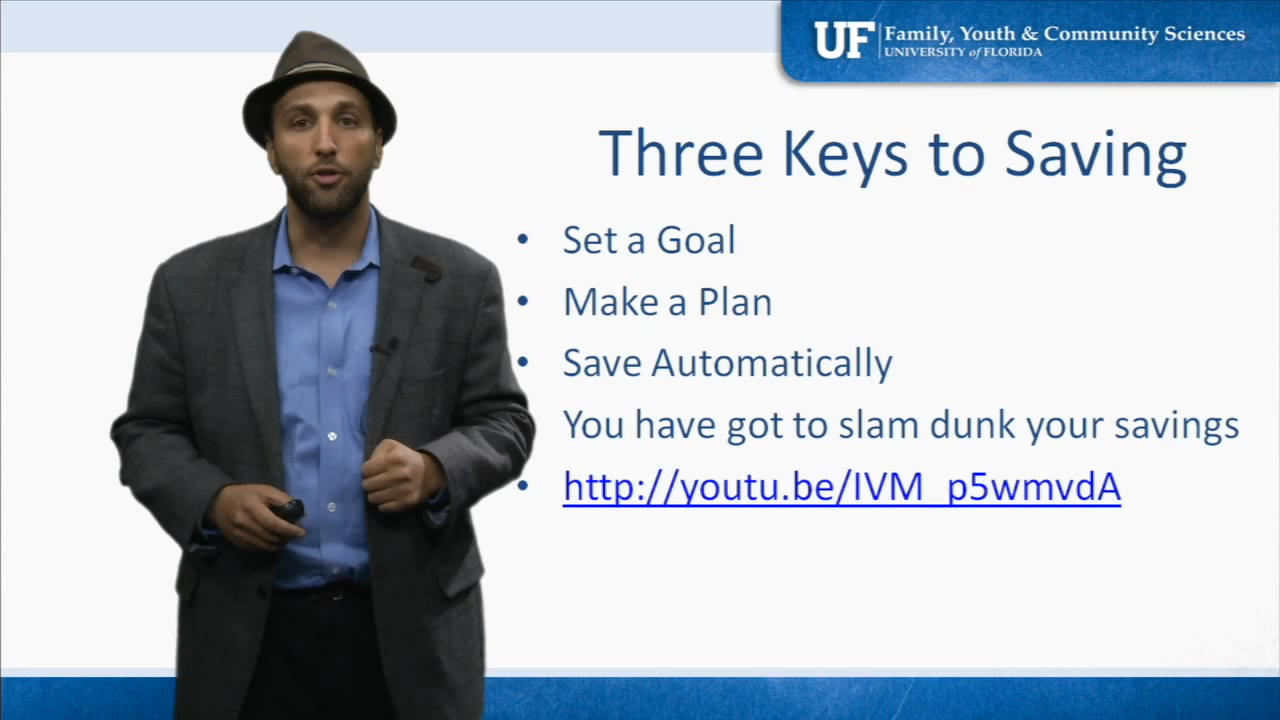 UF Family, Youth & Community Sciences
UNIVERSITY of FLORIDA
Three Keys to Saving
• Set a Goal
• Make a Plan
• Save Automatically
You have got to slam dunk your savings
• http://youtu.be/IVM_p5wmvdA